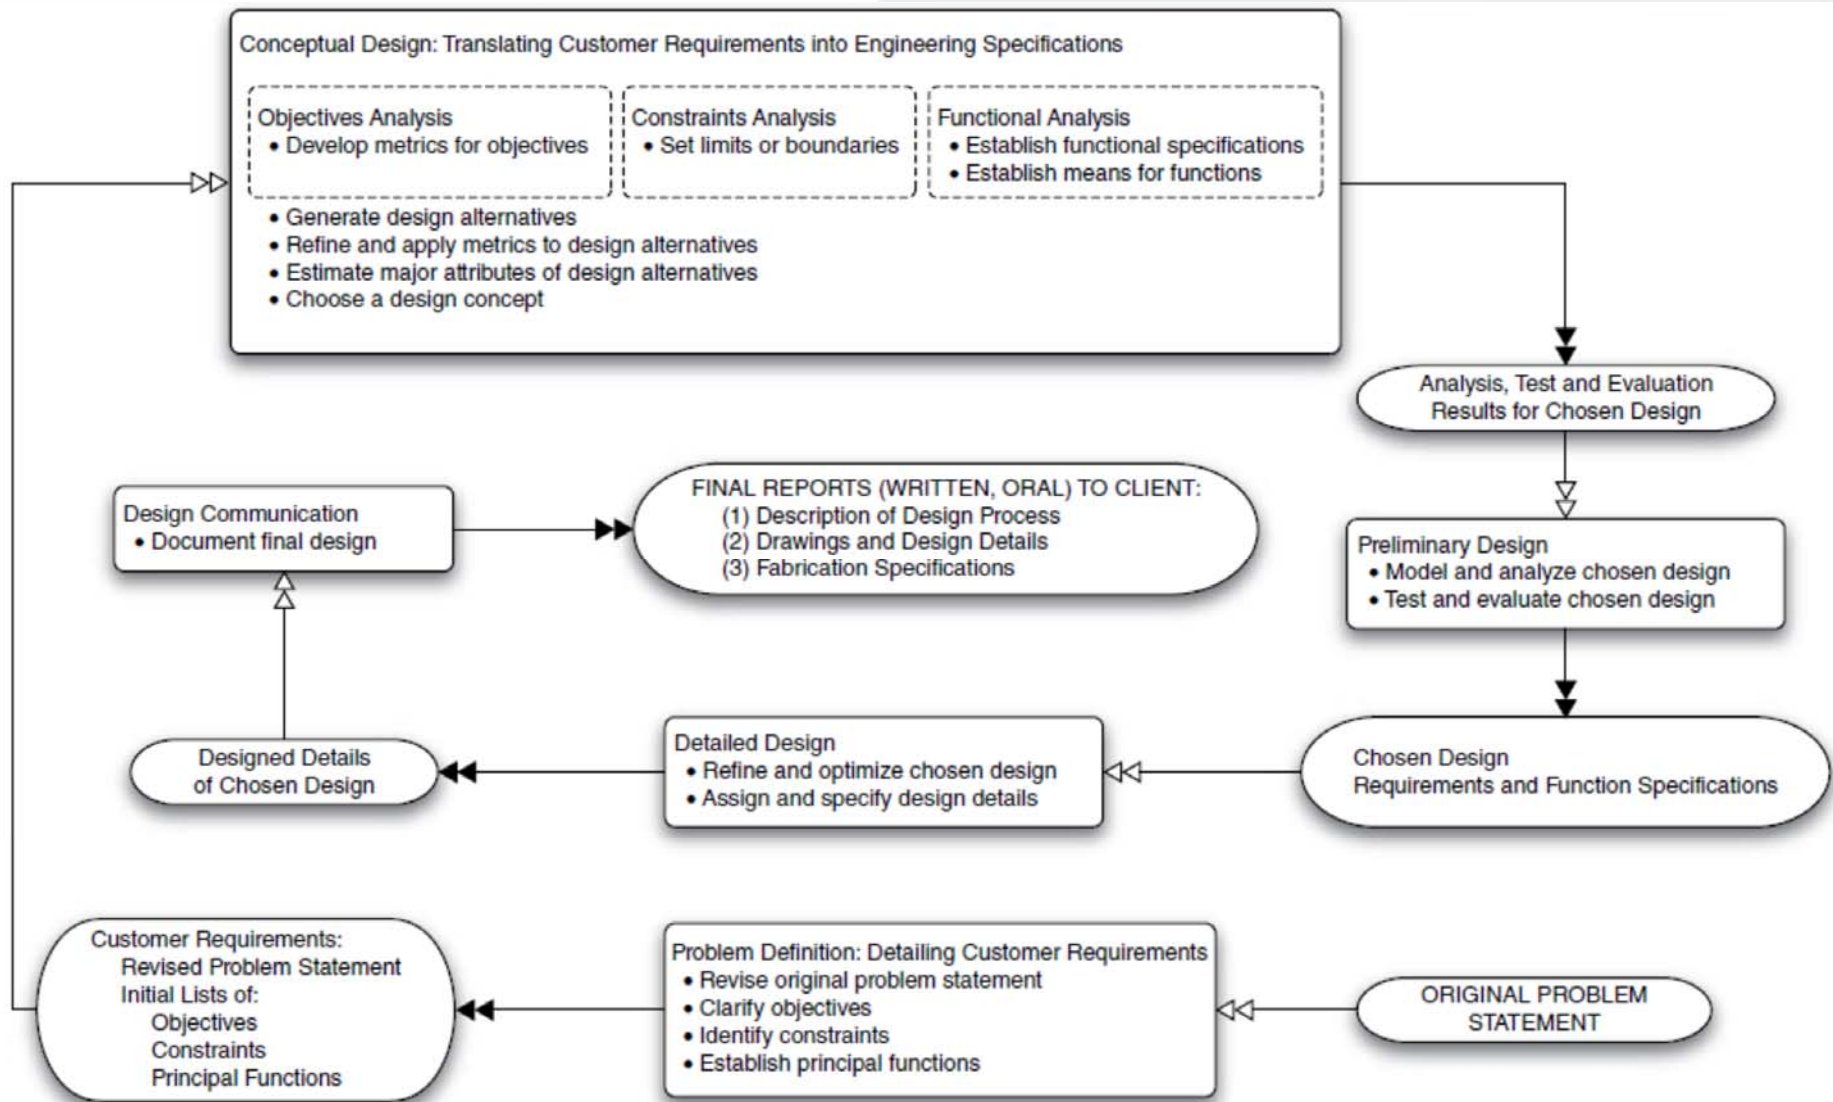 Conceptual Design: Translating Customer Requirements into Engineering Specifications
Objectives Analysis
• Develop metrics for objectives
Constraints Analysis
• Set limits or boundaries
Functional Analysis
• Establish functional specifications
• Establish means for functions
• Generate design alternatives
• Refine and apply metrics to design alternatives
• Estimate major attributes of design alternatives
• Choose a design concept
Analysis, Test and Evaluation
Results for Chosen Design
Design Communication
• Document final design
FINAL REPORTS (WRITTEN, ORAL) TO CLIENT:
(1) Description of Design Process
(2) Drawings and Design Details
(3) Fabrication Specifications
Preliminary Design
• Model and analyze chosen design
• Test and evaluate chosen design
Designed Details
of Chosen Design
Detailed Design
• Refine and optimize chosen design
• Assign and specify design details
Chosen Design
Requirements and Function Specifications
Customer Requirements:
Revised Problem Statement
Initial Lists of:
Objectives
Constraints
Principal Functions
Problem Definition: Detailing Customer Requirements
• Revise original problem statement
• Clarify objectives
• Identify constraints
• Establish principal functions
ORIGINAL PROBLEM
STATEMENT